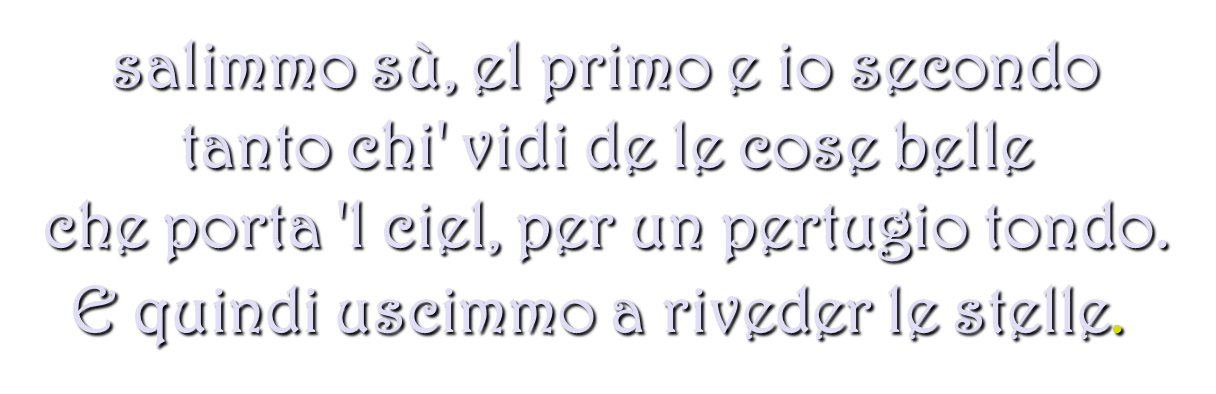 salimmo sù, el primo e io secondo
tanto chi' vidi de le cose belle
che porta 'l ciel, per un pertugio tondo.
E quindi uscimmo a riveder le stelle.